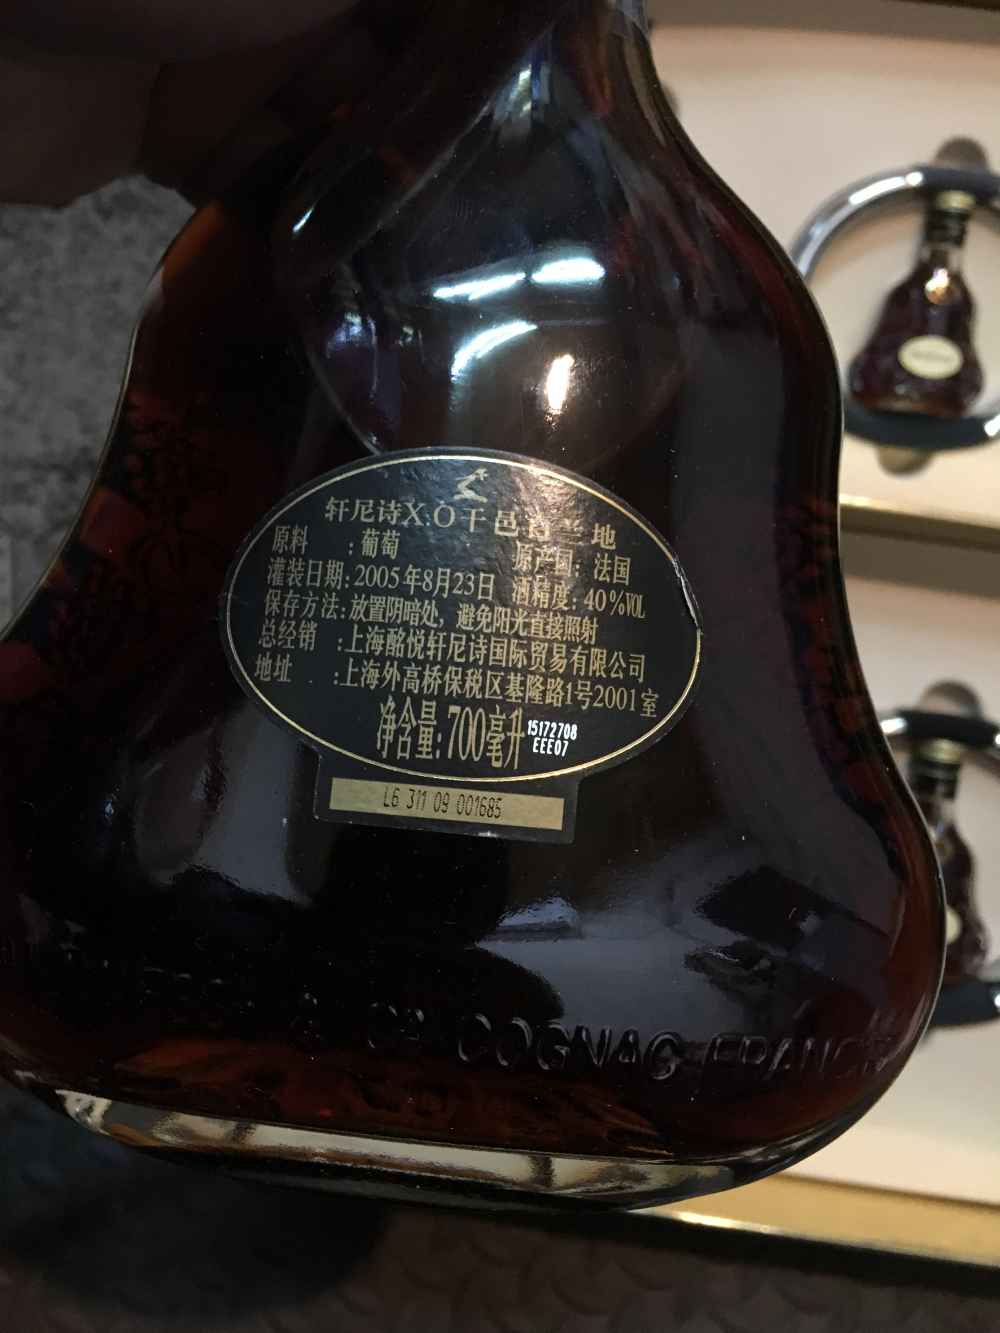 轩尼诗X.O干邑白兰地
原料 :葡萄 原产国: 法国
灌装日期:2005年8月23日 酒精度: 40%VOL
保存方法:放置阴暗处，避免阳光直接照射
总经销 :上海酩悦轩尼诗国际贸易有限公司
地址 :上海外高桥保税区基隆路1号2001室
净含量:700毫升
15172708
EEE07
L6 311 09 001685
& Cº COGNAC FRANCE